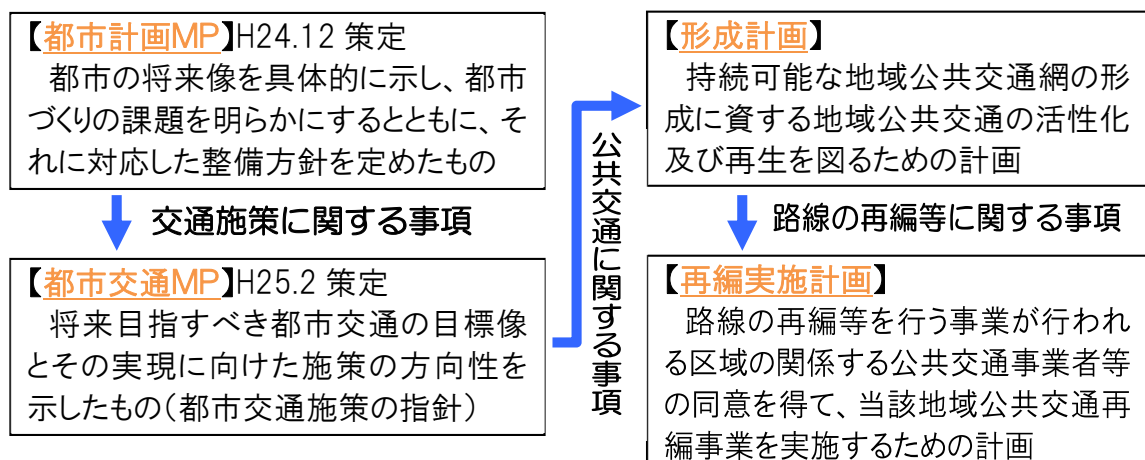 【都市計画MP】H24.12 策定
都市の将来像を具体的に示し、都市
づくりの課題を明らかにするとともに、そ
れに対応した整備方針を定めたもの
交通施策に関する事項
【都市交通MP】H25.2 策定
将来目指すべき都市交通の目標像
とその実現に向けた施策の方向性を
示したもの(都市交通施策の指針)
公共交通に関する事項
【形成計画】
持続可能な地域公共交通網の形
成に資する地域公共交通の活性化
及び再生を図るための計画
路線の再編等に関する事項
【再編実施計画】
路線の再編等を行う事業が行われ
る区域の関係する公共交通事業者等
の同意を得て、当該地域公共交通再
編事業を実施するための計画